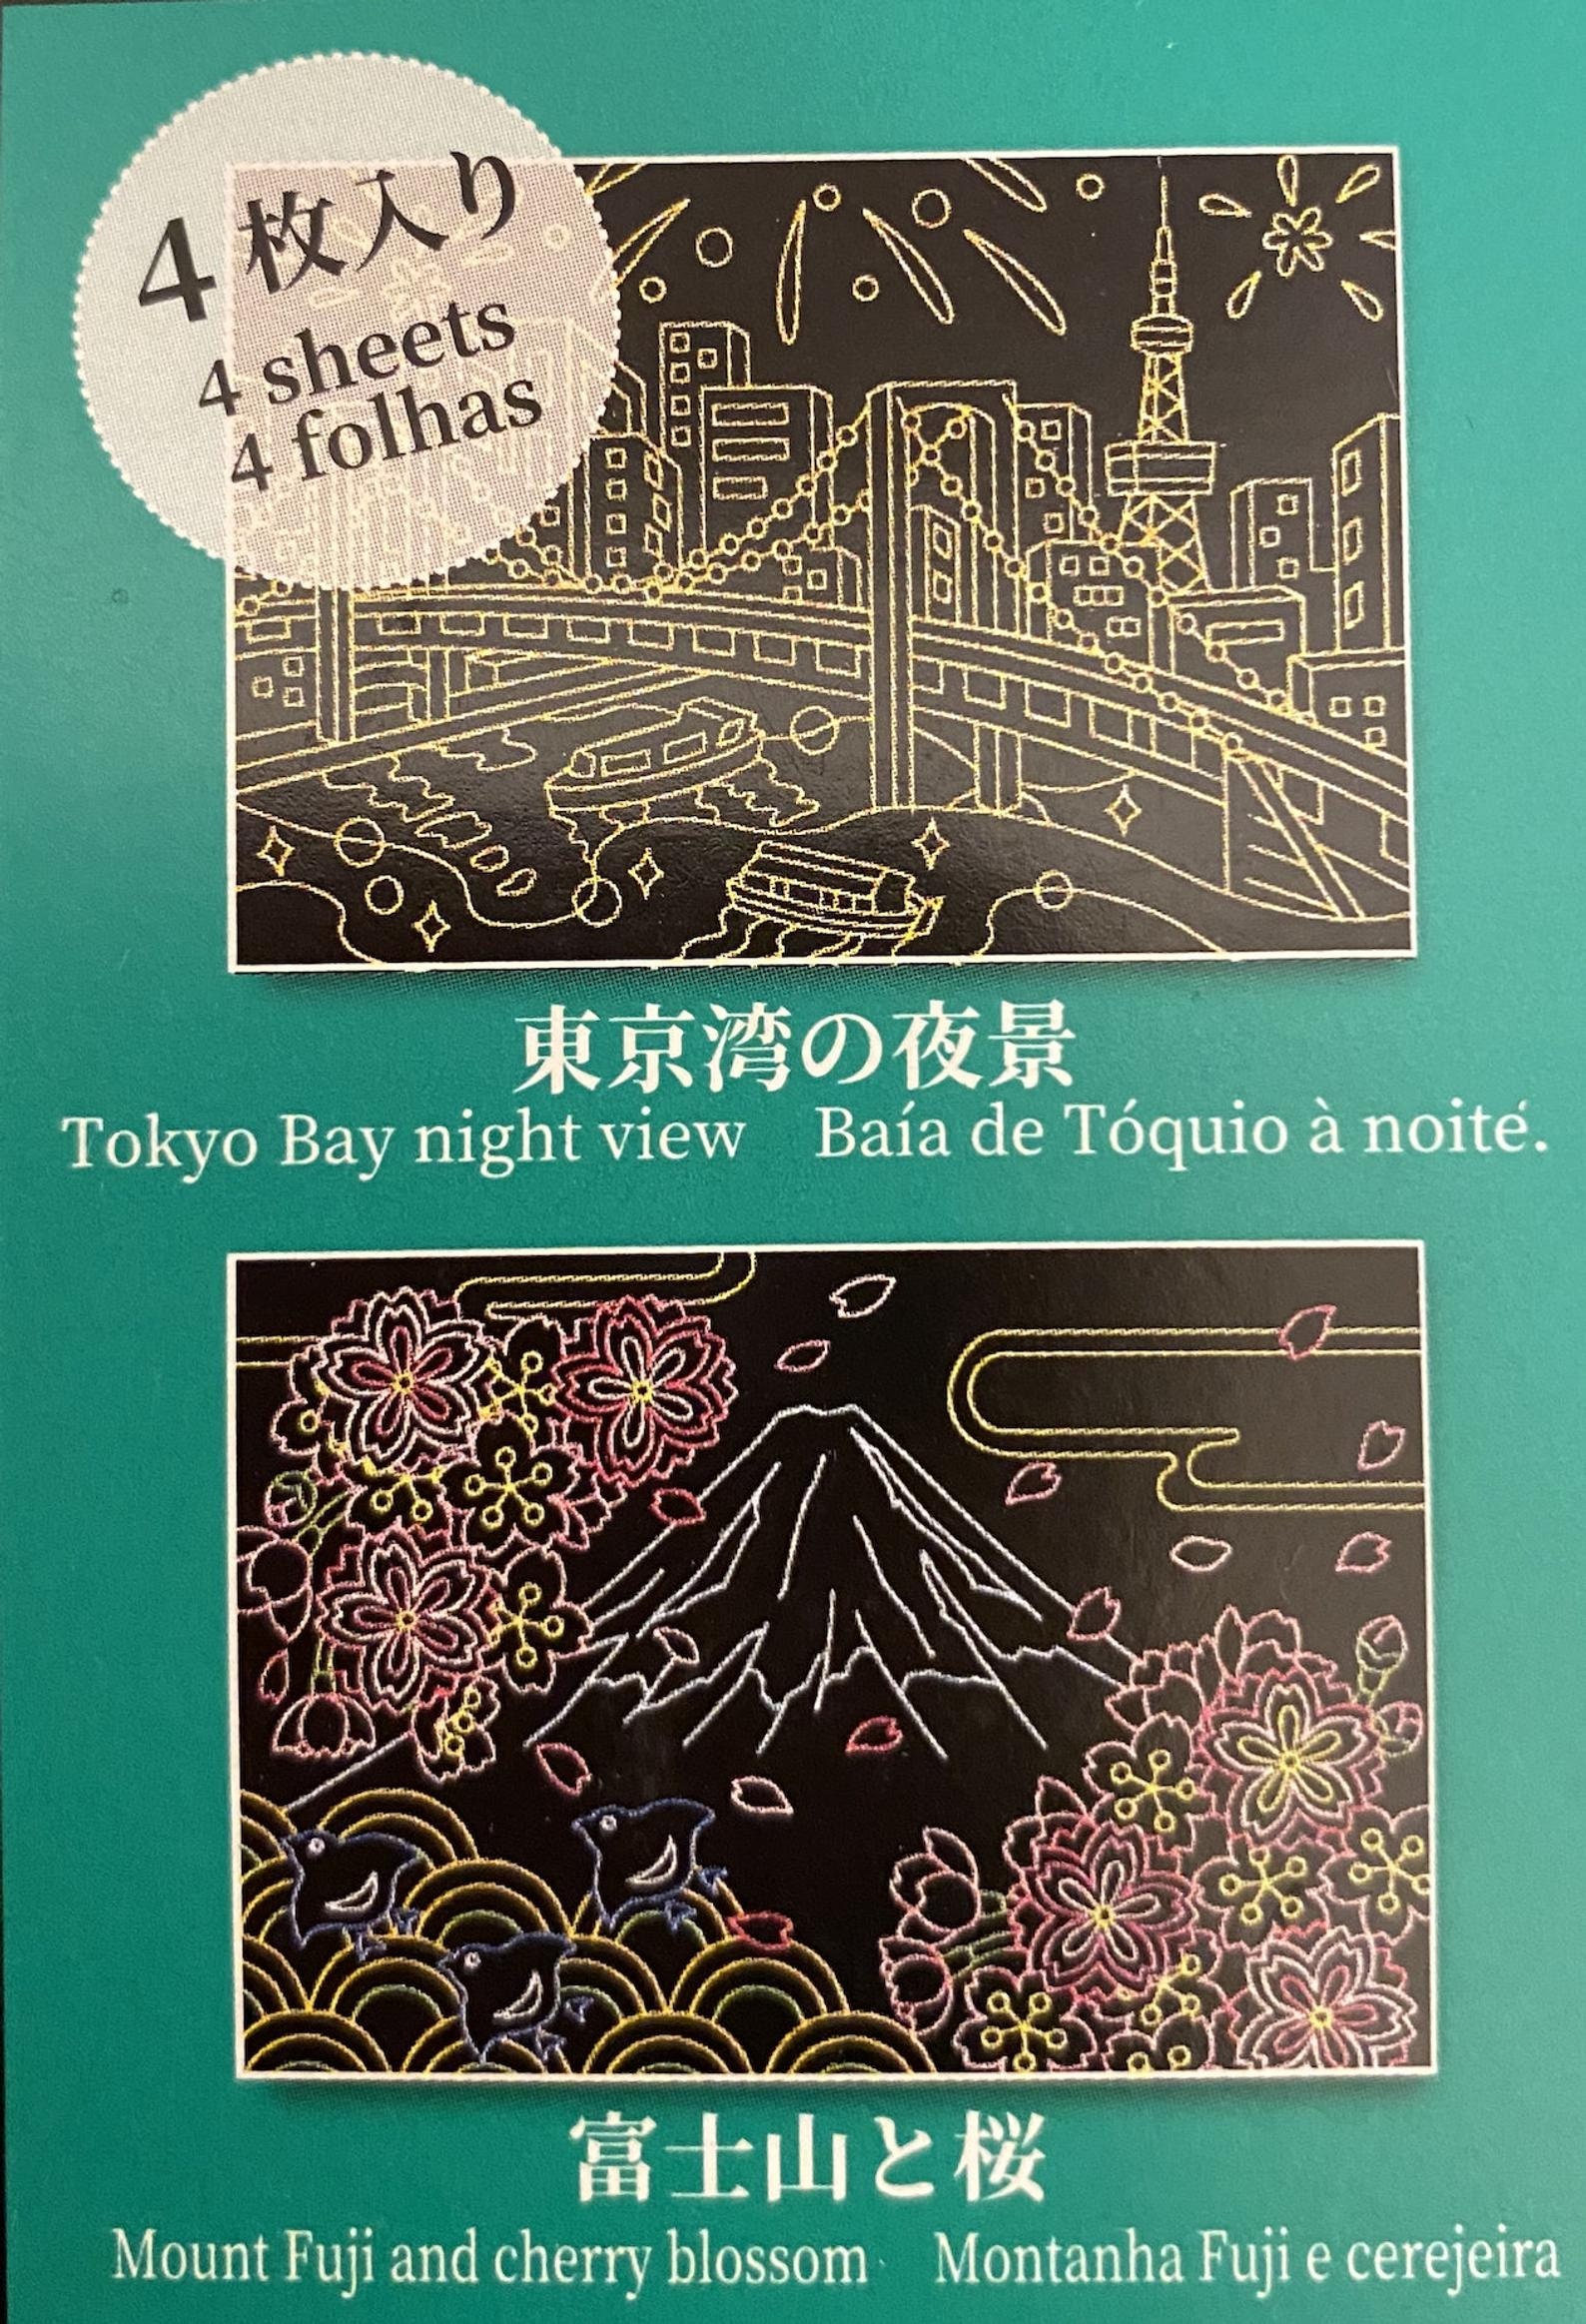 4枚入り
4 sheets
4 folhas
東京湾の夜景
Tokyo Bay night view Baía de Tóquio à noité.
富士山と桜
Mount Fuji and cherry blossom Montanha Fuji e cerejeira